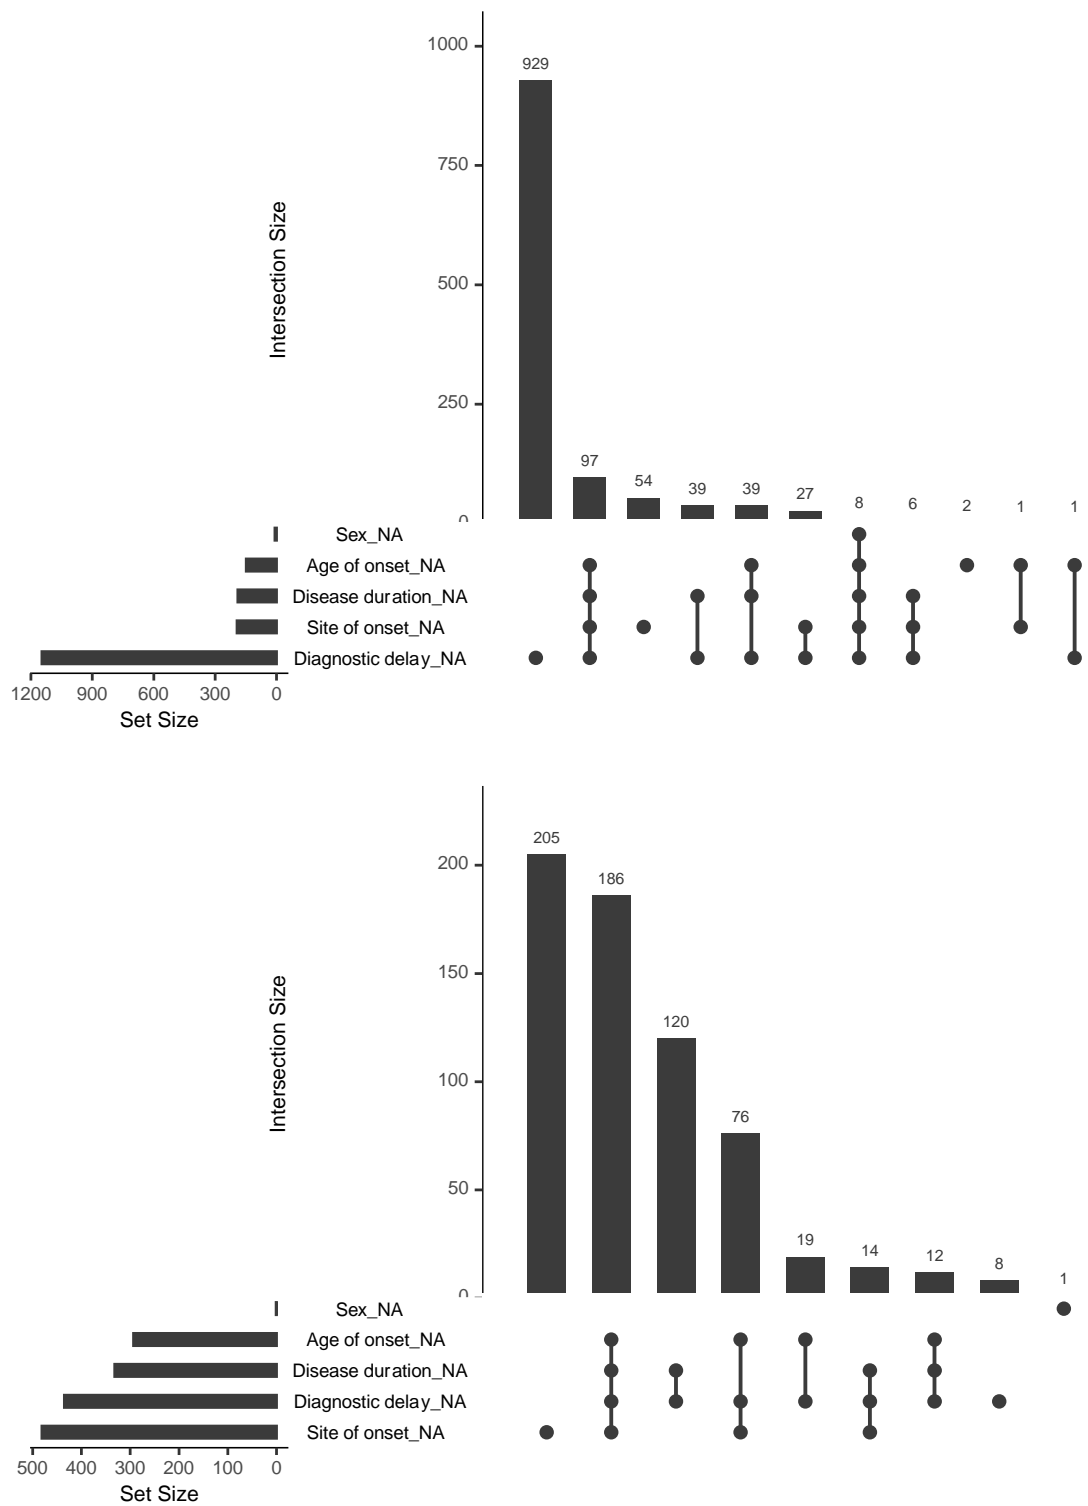 1000
929
750
Intersection Size
500
250
97
54
39
39
27
8
6
2
1
1
0
Sex_NA
Age of onset_NA
Disease duration_NA
Site of onset_NA
Diagnostic delay_NA
1200 900 600 300 0
Set Size
205
200
186
150
Intersection Size
120
100
76
50
19
14
12
8
1
0
Sex_NA
Age of onset_NA
Disease duration_NA
Diagnostic delay_NA
Site of onset_NA
500 400 300 200 100 0
Set Size